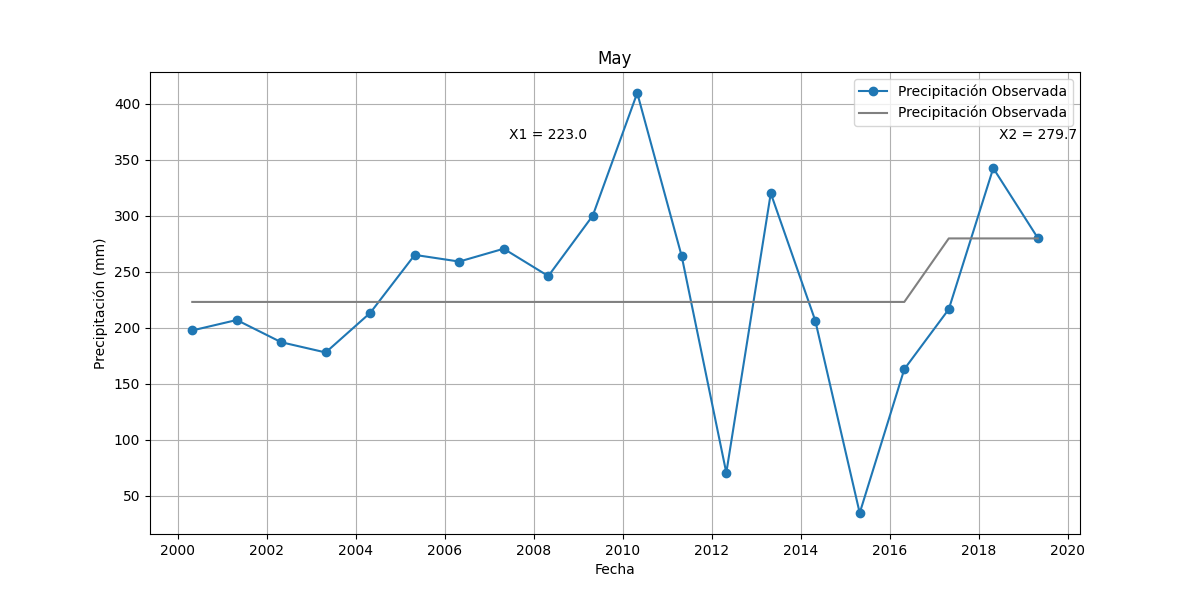 May
Precipitación Observada
Precipitación Observada
X1 = 223.0
X2 = 279.7
Precipitación (mm)
400
350
300
250
200
150
100
50
2000 2002 2004 2006 2008 2010 2012 2014 2016 2018 2020
Fecha